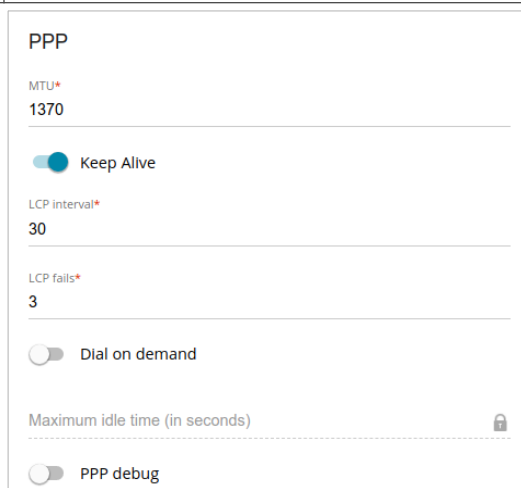 PPP
MTU*
1370
Keep Alive
LCP interval*
30
LCP fails*
3
Dial on demand
Maximum idle time (in seconds)
PPP debug